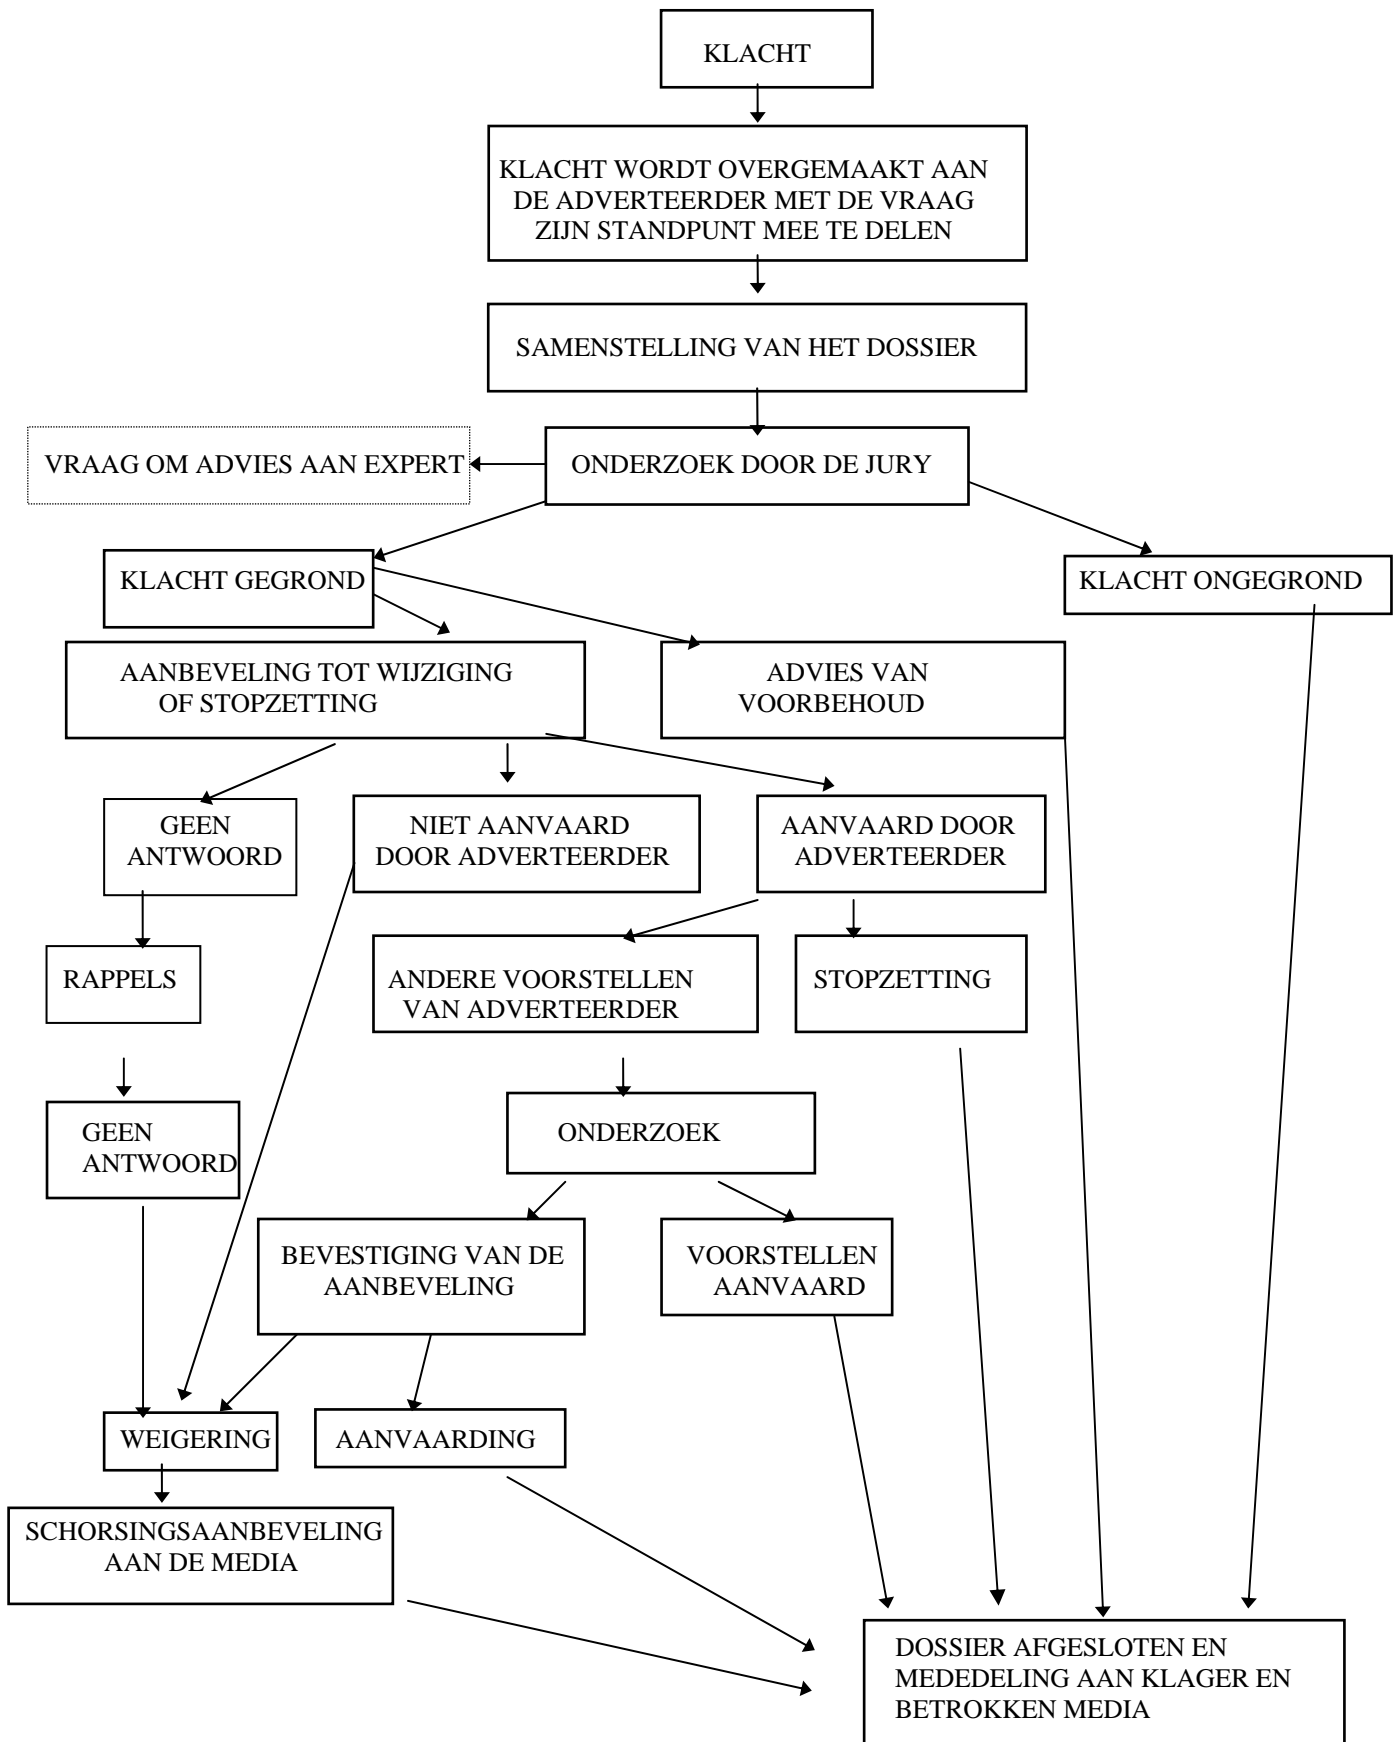 KLACHT
KLACHT WORDT OVERGEMAAKT AAN
DE ADVERTEERDER MET DE VRAAG
ZIJN STANDPUNT MEE TE DELEN
SAMENSTELLING VAN HET DOSSIER
VRAAG OM ADVIES AAN EXPERT
ONDERZOEK DOOR DE JURY
KLACHT GEGROND
KLACHT ONGEGROND
AANBEVELING TOT WIJZIGING
OF STOPZETTING
ADVIES VAN
VOORBEHOUD
GEEN
ANTWOORD
NIET AANVAARD
DOOR ADVERTEERDER
AANVAARD DOOR
ADVERTEERDER
RAPPELS
ANDERE VOORSTELLEN
VAN ADVERTEERDER
STOPZETTING
GEEN
ANTWOORD
ONDERZOEK
BEVESTIGING VAN DE
AANBEVELING
VOORSTELLEN
AANVAARD
WEIGERING
AANVAARDING
SCHORSINGSAANBEVELING
AAN DE MEDIA
DOSSIER AFGESLOTEN EN
MEDEDELING AAN KLAGER EN
BETROKKEN MEDIA